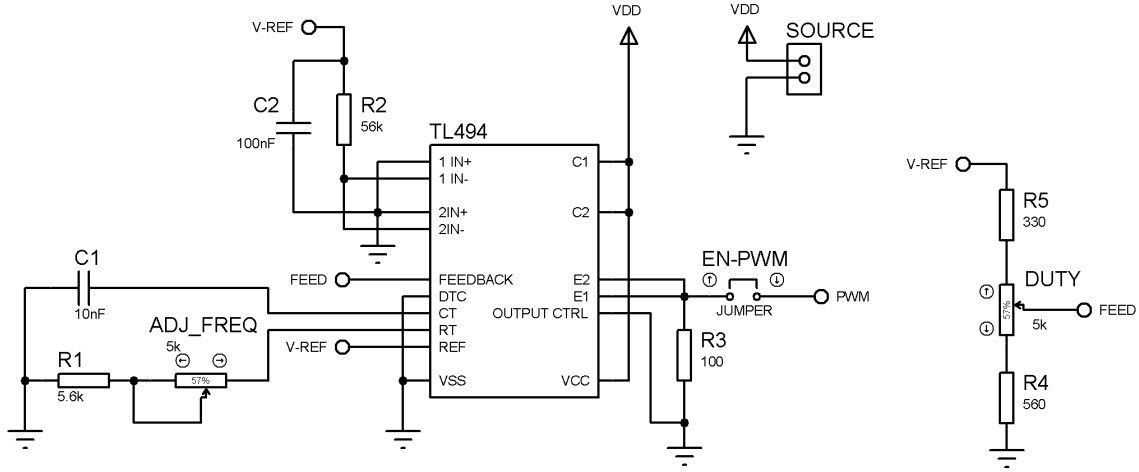 VDD
VDD
SOURCE
V-REF
C2
100nF
R2
56k
TL494
1 IN+
1 IN-
2IN+
2IN-
FEEDBACK
DTC
CT
RT
REF
VSS
C1
C2
E2
E1
OUTPUT CTRL
VCC
FEED
V-REF
C1
10nF
ADJ_FREQ
5k
57%
R1
5.6k
EN-PWM
JUMPER
PWM
R3
100
V-REF
R5
330
DUTY
57%
5k
FEED
R4
560